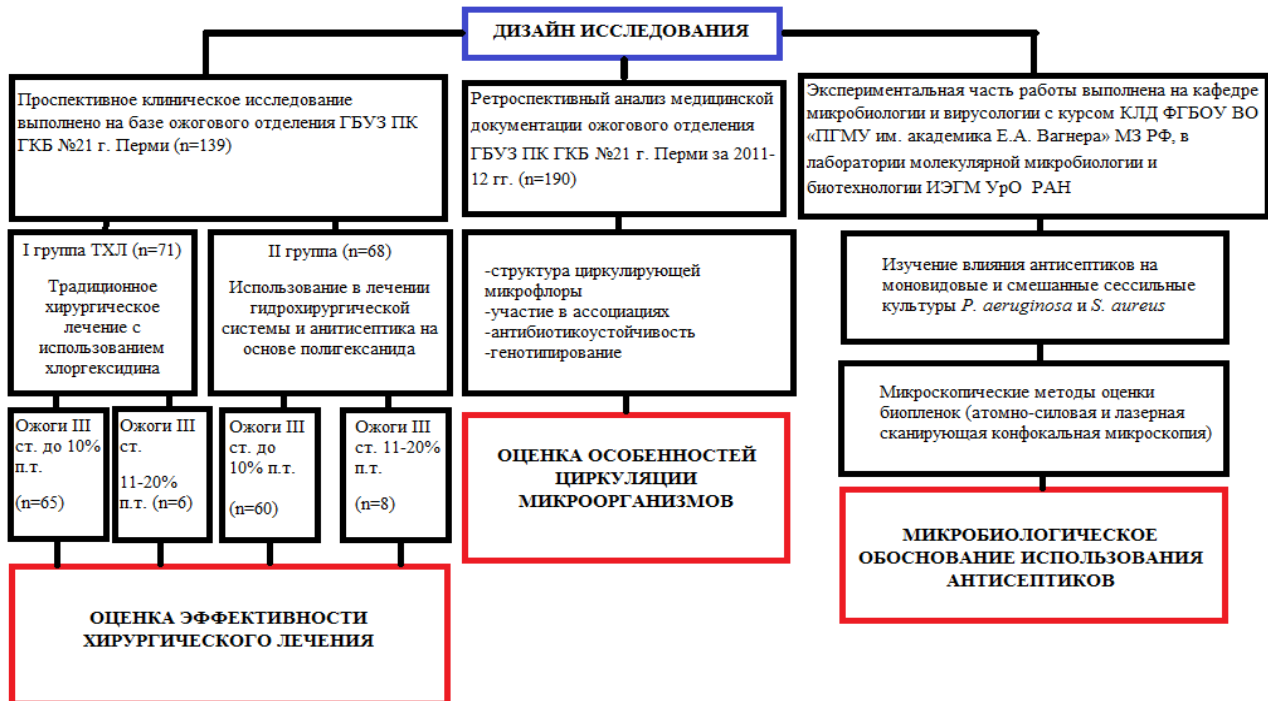 ДИЗАЙН ИССЛЕДОВАНИЯ
Проспективное клиническое исследование
выполнено на базе ожогового отделения ГБУЗ ПК
ГКБ №21 г. Перми (n=139)
I группа ТХЛ (n=71)
Традиционное
хирургическое
лечение с
использованием
хлоргексидина
II группа (n=68)
Использование в лечении
гидрохирургической
системы и анитисептика на
основе полигексанида
Ожоги III
ст. до 10%
п.т.
(n=65)
Ожоги III
ст.
11-20%
п.т. (n=6)
Ожоги III
ст. до
10% п.т.
(n=60)
Ожоги III
ст. 11-20%
п.т.
(n=8)
ОЦЕНКА ЭФФЕКТИВНОСТИ
ХИРУРГИЧЕСКОГО ЛЕЧЕНИЯ
Ретроспективный анализ медицинской
документации ожогового отделения
ГБУЗ ПК ГКБ №21 г. Перми за 2011-
12 гг. (n=190)
-структура циркулирующей
микрофлоры
-участие в ассоциациях
-антибиотикоустойчивость
-генотипирование
ОЦЕНКА ОСОБЕННОСТЕЙ
ЦИРКУЛЯЦИИ
МИКРООРГАНИЗМОВ
Экспериментальная часть работы выполнена на кафедре
микробиологии и вирусологии с курсом КЛД ФГБОУ ВО
«ПГМУ им. академика Е.А. Вагнера» МЗ РФ, в
лаборатории молекулярной микробиологии и
биотехнологии ИЭГМ УрО РАН
Изучение влияния антисептиков на
моновидовые и смешанные сессильные
культуры P. aeruginosa и S. aureus
Микроскопические методы оценки
биопленок (атомно-силовая и лазерная
сканирующая конфокальная микроскопия)
МИКРОБИОЛОГИЧЕСКОЕ
ОБОСНОВАНИЕ ИСПОЛЬЗОВАНИЯ
АНТИСЕПТИКОВ